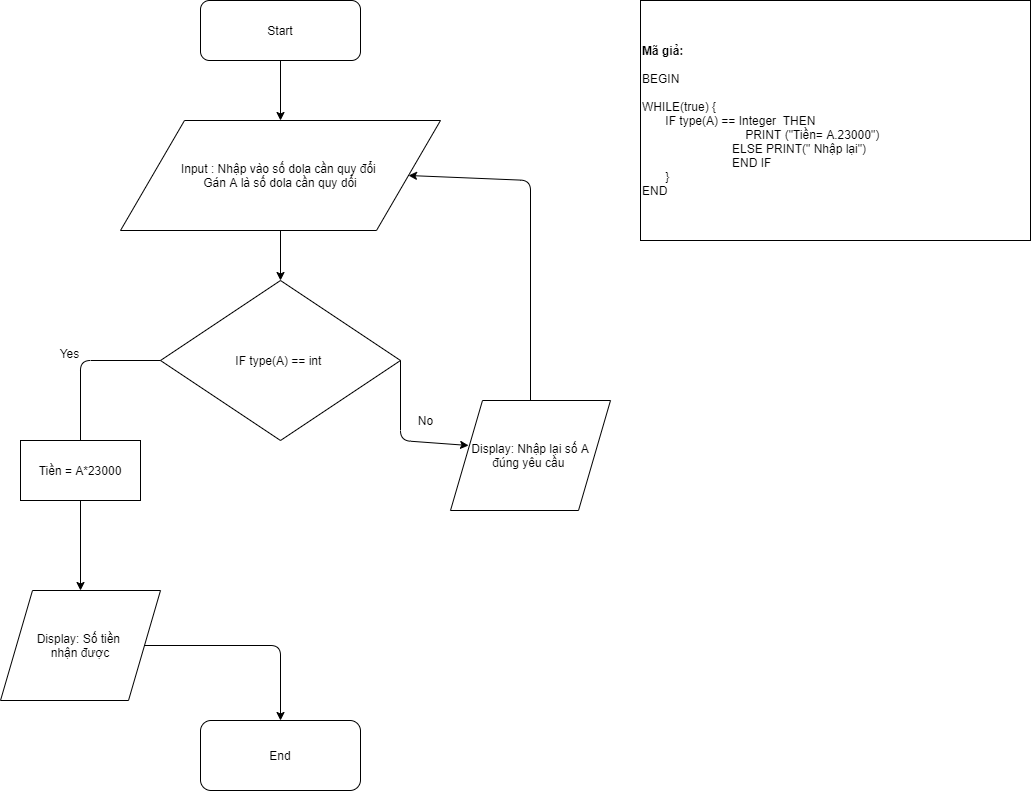 Start
Input : Nhập vào số dola cần quy đổi
Gán A là số dola cần quy dổi
IF type(A) == int
Yes
No
Tiền = A*23000
Display: Nhập lại số A
đúng yêu cầu
Display: Số tiền
nhận được
End
Mã giả:
BEGIN
WHILE(true) {
IF type(A) == Integer  THEN
PRINT ("Tiền= A.23000")
ELSE PRINT(" Nhập lại")
END IF
}
END